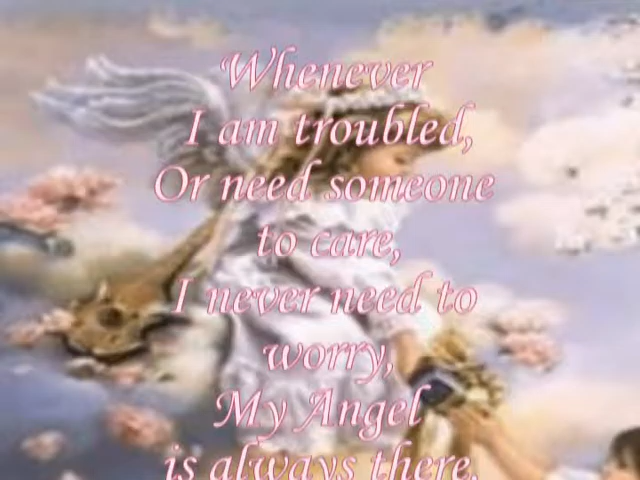 Whenever
I am troubled,
Or need someone
to care,
I never need to
worry,
My Angel
is always there.